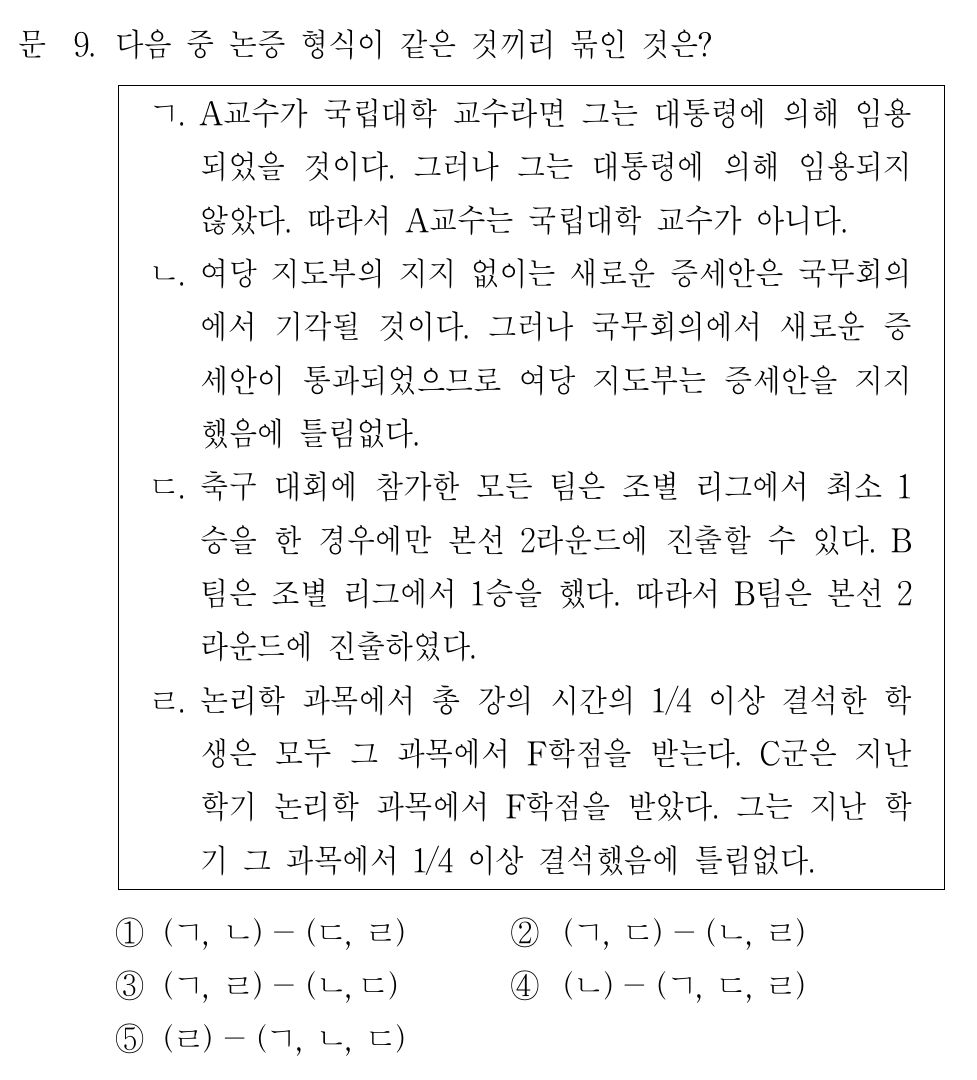 문 9. 다음 중 논증 형식이 같은 것끼리 묶인 것은?
ㄱ. A교수가 국립대학 교수라면 그는 대통령에 의해 임용
되었을 것이다. 그러나 그는 대통령에 의해 임용되지
않았다. 따라서 A교수는 국립대학 교수가 아니다.
ㄴ. 여당 지도부의 지지 없이는 새로운 증세안은 국무회의
에서 기각될 것이다. 그러나 국무회의에서 새로운 증
세안이 통과되었으므로 여당 지도부는 증세안을 지지
했음에 틀림없다.
ㄷ. 축구 대회에 참가한 모든 팀은 조별 리그에서 최소 1
승을 한 경우에만 본선 2라운드에 진출할 수 있다. B
팀은 조별 리그에서 1승을 했다. 따라서 B팀은 본선 2
라운드에 진출하였다.
ㄹ. 논리학 과목에서 총 강의 시간의 1/4 이상 결석한 학
생은 모두 그 과목에서 F학점을 받는다. C군은 지난
학기 논리학 과목에서 F학점을 받았다. 그는 지난 학
기 그 과목에서 1/4 이상 결석했음에 틀림없다.
① (ㄱ, ㄴ) - (ㄷ, ㄹ) ② (ㄱ, ㄷ) - (ㄴ, ㄹ)
③ (ㄱ, ㄹ) - (ㄴ, ㄷ) ④ (ㄴ) - (ㄱ, ㄷ, ㄹ)
⑤ (ㄹ) - (ㄱ, ㄴ, ㄷ)